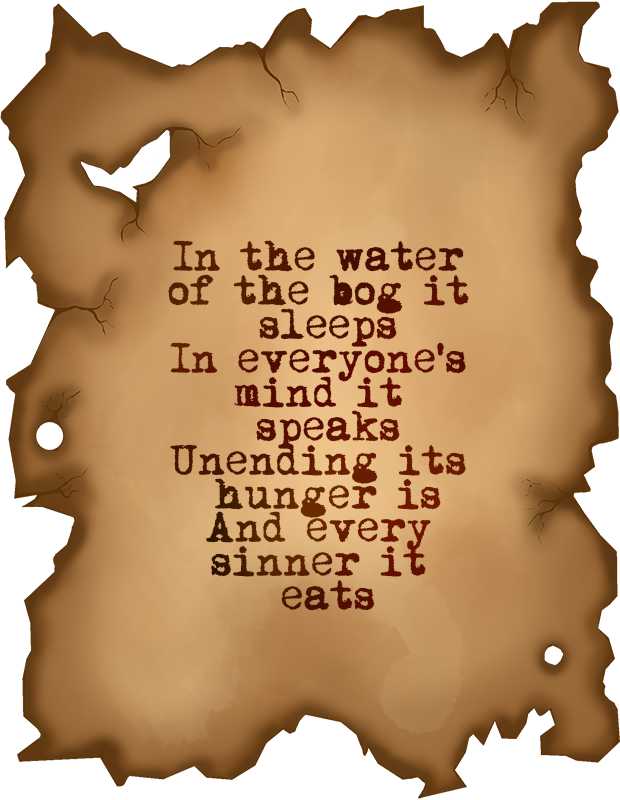 In the water
of the bog it
sleeps
In everyone's
mind it
speaks
Unending its
hunger is
And every
sinner it
eats